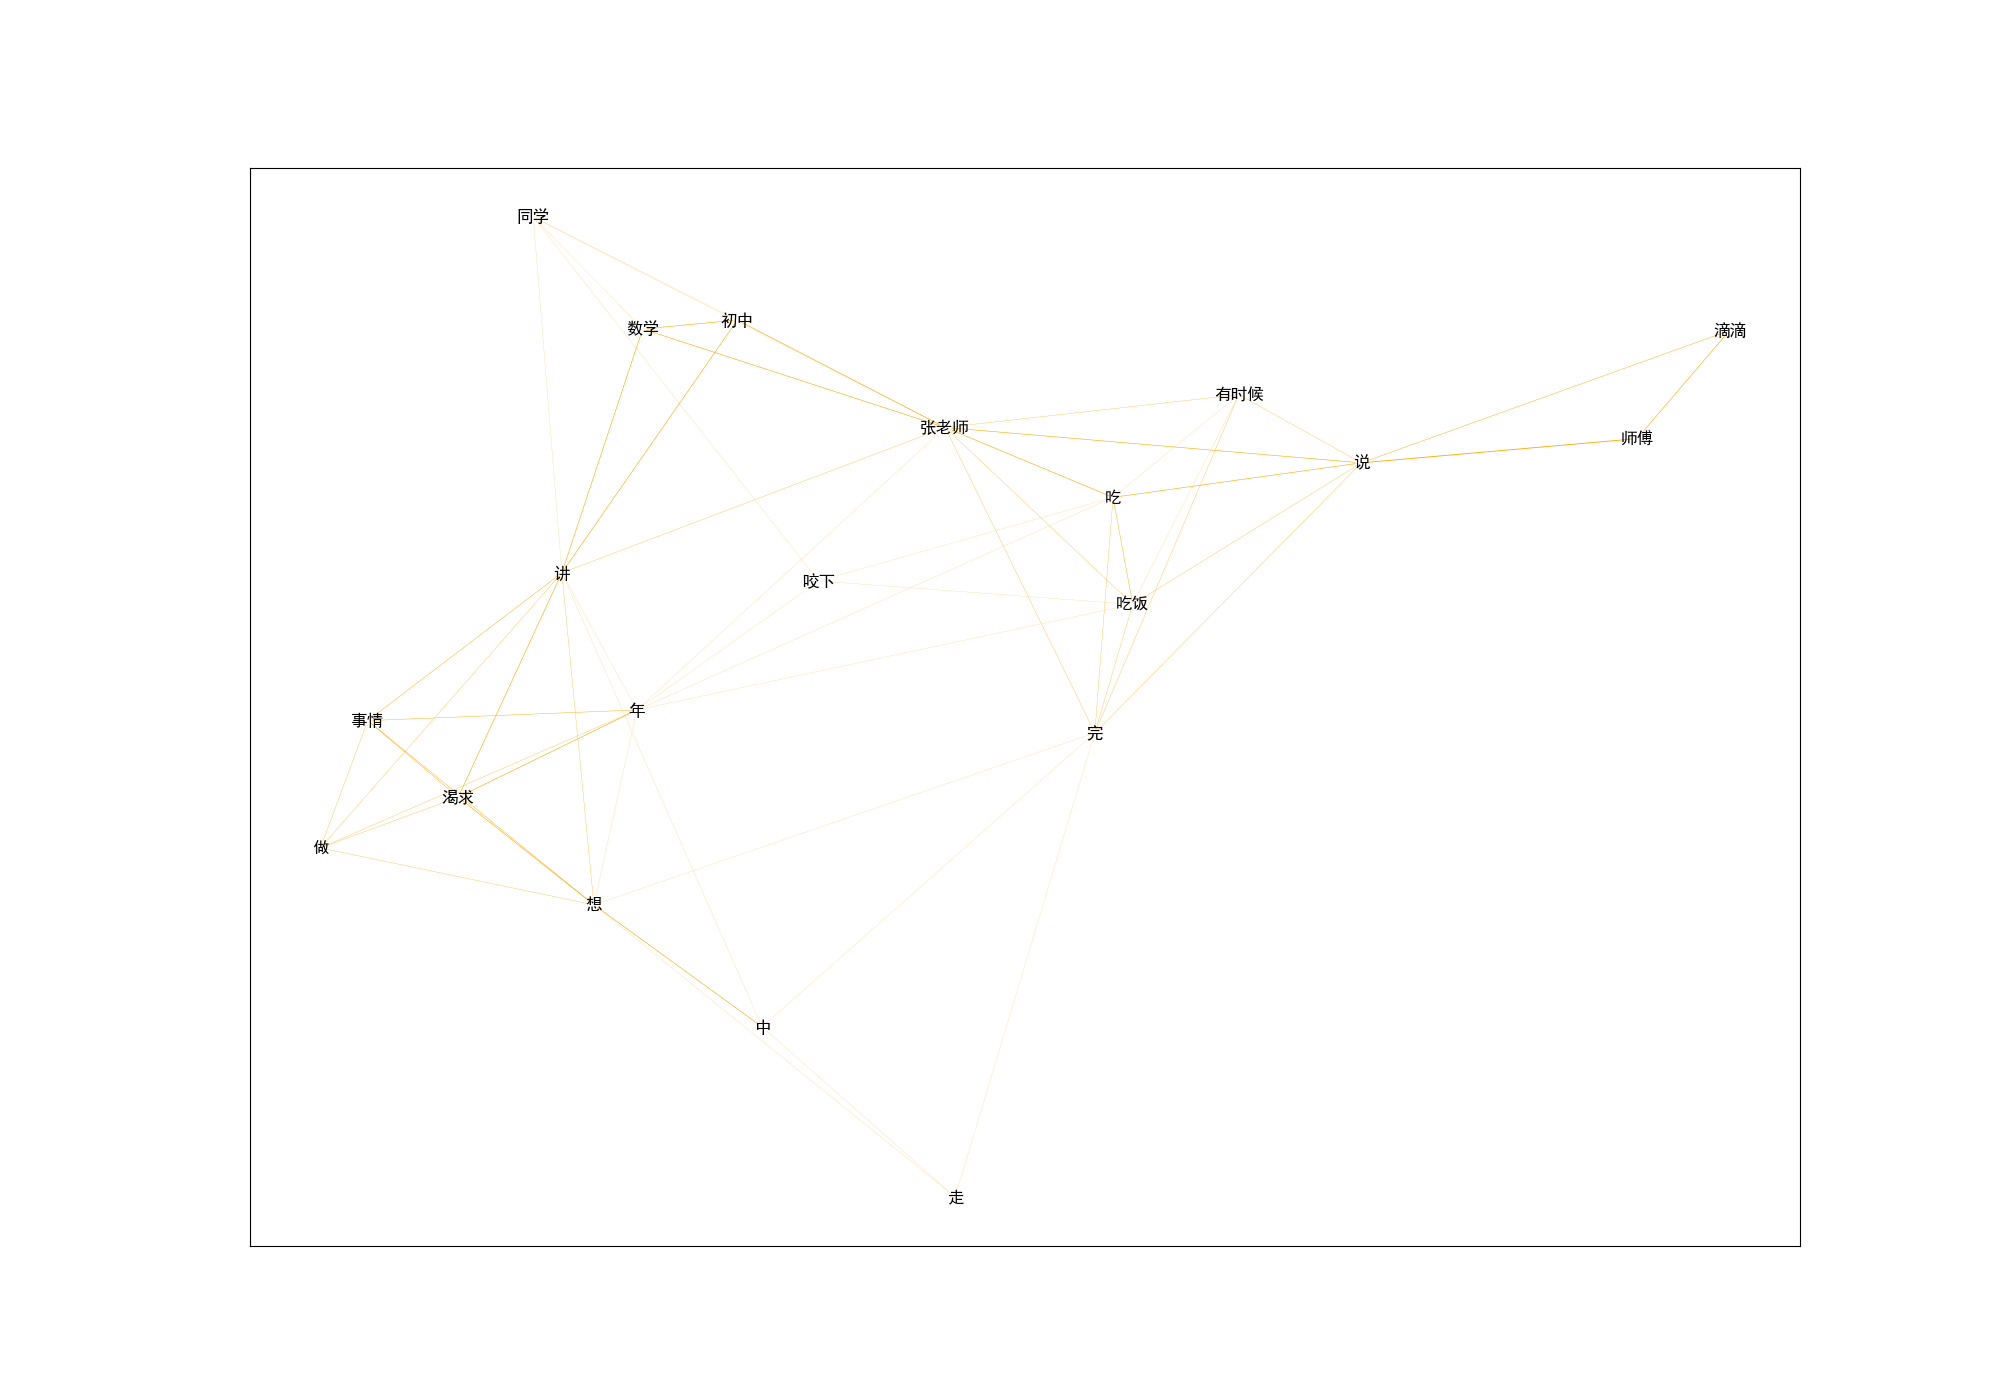 同学
初中
数学
滴滴
有时候
张老师
师傅
说
吃
讲
咬下
吃饭
年
事情
完
渴求
做
想
中
走